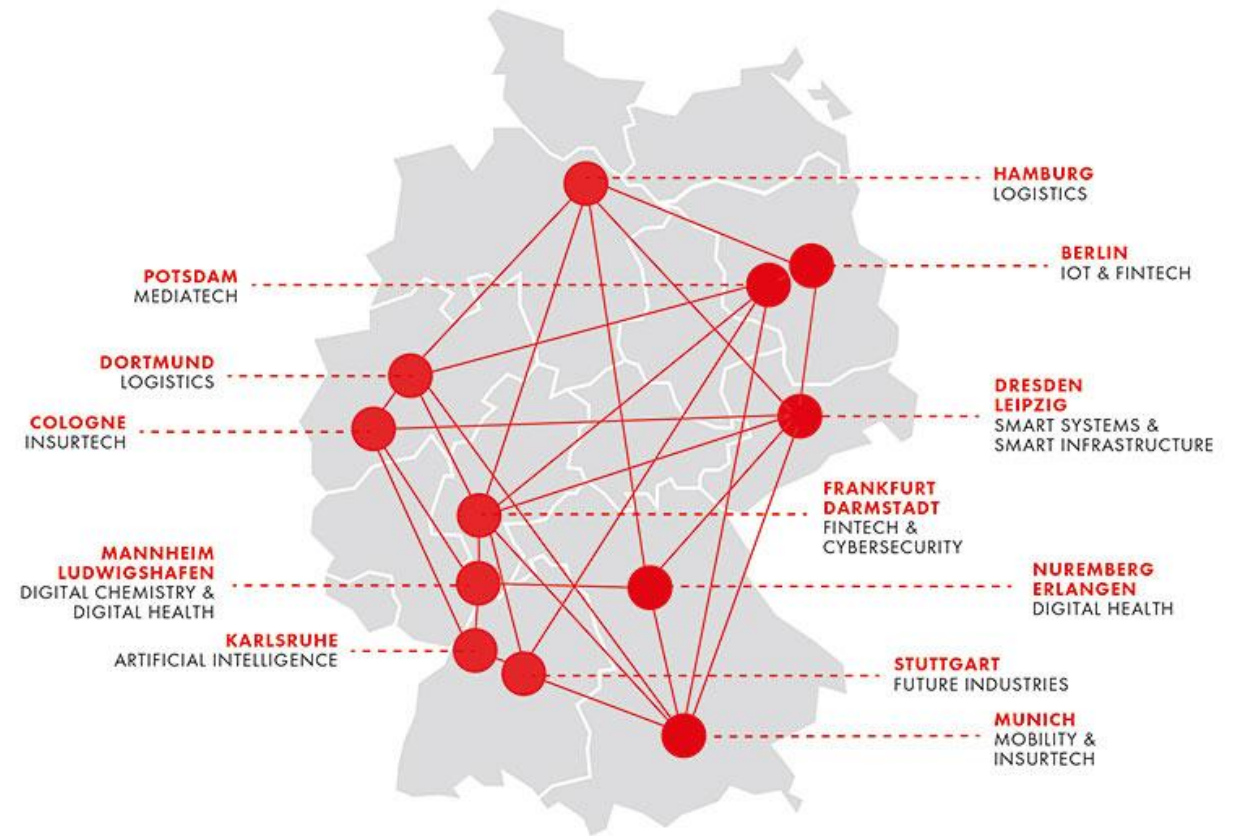 HAMBURG
LOGISTICS
BERLIN
IOT & FINTECH
POTSDAM
MEDIATECH
DORTMUND
LOGISTICS
COLOGNE
INSURTECH
DRESDEN
LEIPZIG
SMART SYSTEMS &
SMART INFRASTRUCTURE
FRANKFURT
DARMSTADT
FINTECH &
CYBERSECURITY
MANNHEIM
LUDWIGSHAFEN
DIGITAL CHEMISTRY &
DIGITAL HEALTH
NUREMBERG
ERLANGEN
DIGITAL HEALTH
KARLSRUHE
ARTIFICIAL INTELLIGENCE
STUTTGART
FUTURE INDUSTRIES
MUNICH
MOBILITY &
INSURTECH